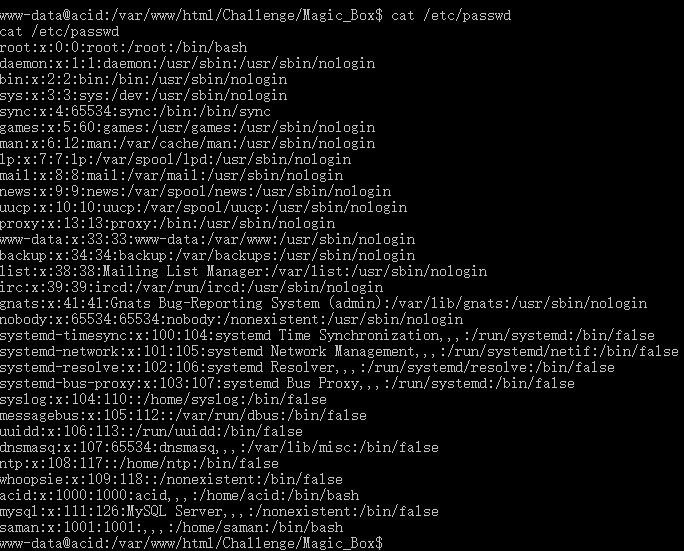 www-data@acid:/var/www/html/Challenge/Magic_Box$ cat /etc/passwd
cat /etc/passwd
root:x:0:0:root:/root:/bin/bash
daemon:x:1:1:daemon:/usr/sbin:/usr/sbin/nologin
bin:x:2:2:bin:/bin:/usr/sbin/nologin
sys:x:3:3:sys:/dev:/usr/sbin/nologin
sync:x:4:65534:sync:/bin:/bin/sync
games:x:5:60:games:/usr/games:/usr/sbin/nologin
man:x:6:12:man:/var/cache/man:/usr/sbin/nologin
lp:x:7:7:lp:/var/spool/lpd:/usr/sbin/nologin
mail:x:8:8:mail:/var/mail:/usr/sbin/nologin
news:x:9:9:news:/var/spool/news:/usr/sbin/nologin
uucp:x:10:10:uucp:/var/spool/uucp:/usr/sbin/nologin
proxy:x:13:13:proxy:/bin:/usr/sbin/nologin
www-data:x:33:33:www-data:/var/www:/usr/sbin/nologin
backup:x:34:34:backup:/var/backups:/usr/sbin/nologin
list:x:38:38:Mailing List Manager:/var/list:/usr/sbin/nologin
irc:x:39:39:ircd:/var/run/ircd:/usr/sbin/nologin
gnats:x:41:41:Gnats Bug-Reporting System (admin):/var/lib/gnats:/usr/sbin/nologin
nobody:x:65534:65534:nobody:/nonexistent:/usr/sbin/nologin
systemd-timesync:x:100:104:systemd Time Synchronization,,,:/run/systemd:/bin/false
systemd-network:x:101:105:systemd Network Management,,,:/run/systemd/netif:/bin/false
systemd-resolve:x:102:106:systemd Resolver,,,:/run/systemd/resolve:/bin/false
systemd-bus-proxy:x:103:107:systemd Bus Proxy,,,:/run/systemd:/bin/false
syslog:x:104:110::/home/syslog:/bin/false
messagebus:x:105:112::/var/run/dbus:/bin/false
uuidd:x:106:113::/run/uuidd:/bin/false
dnsmasq:x:107:65534:dnsmasq,,,:/var/lib/misc:/bin/false
ntp:x:108:117::/home/ntp:/bin/false
whoopsie:x:109:118::/nonexistent:/bin/false
acid:x:1000:1000:acid,,,:/home/acid:/bin/bash
mysql:x:111:126:MySQL Server,,,:/nonexistent:/bin/false
saman:x:1001:1001:,,,:/home/saman:/bin/bash
www-data@acid:/var/www/html/Challenge/Magic_Box$